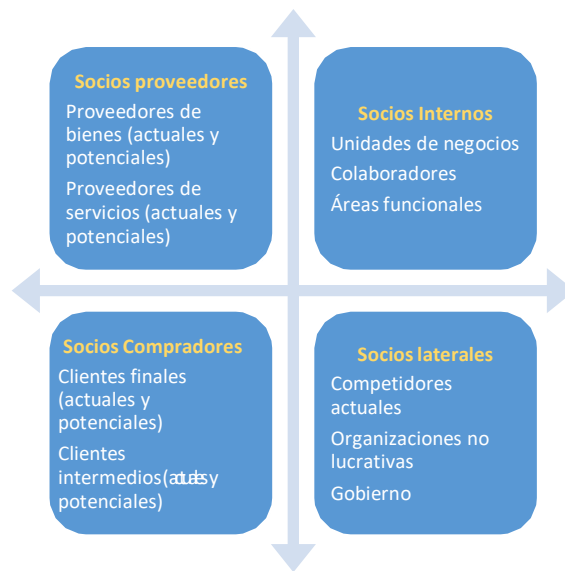 Socios proveedores
Proveedores de
bienes (actuales y
potenciales)
Proveedores de
servicios (actuales y
potenciales)
Socios Internos
Unidades de negocios
Colaboradores
Áreas funcionales
Socios Compradores
Clientes finales
(actuales y
potenciales)
Clientes
intermedios( y
potenciales)
Socios laterales
Competidores
actuales
Organizaciones no
lucrativas
Gobierno